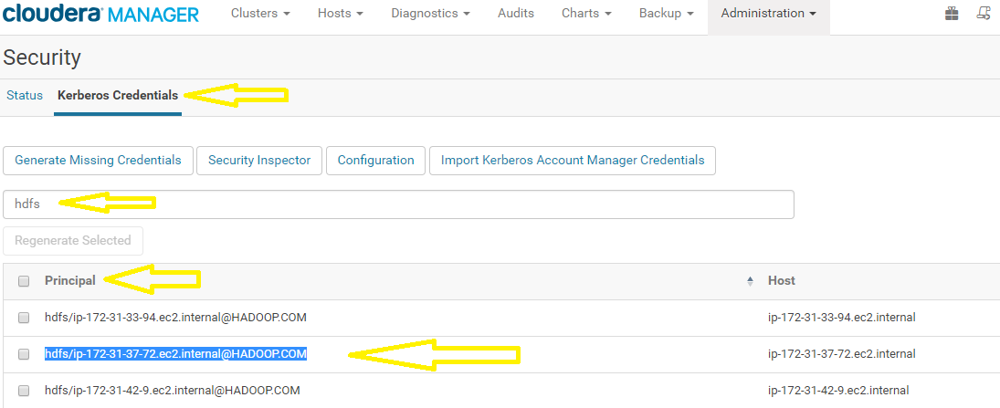 cloudera MANAGER Clusters Hosts Diagnostics Audits Charts Backup Administration
Security
Status Kerberos Credentials
Generate Missing Credentials Security Inspector Configuration Import Kerberos Account Manager Credentials
hdfs
Regenerate Selected
Principal Host
hdfs/ip-172-31-33-94.ec2.internal@HADOOP.COM ip-172-31-33-94.ec2.internal
hdfs/ip-172-31-37-72.ec2.internal@HADOOP.COM ip-172-31-37-72.ec2.internal
hdfs/ip-172-31-42-9.ec2.internal@HADOOP.COM ip-172-31-42-9.ec2.internal